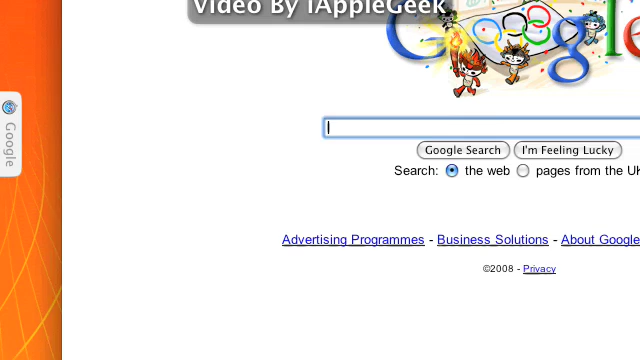 Video By iAppleGeek
Google
Google
Google Search I'm Feeling Lucky
Search: the web pages from the UK
Advertising Programmes - Business Solutions - About Google
©2008 - Privacy